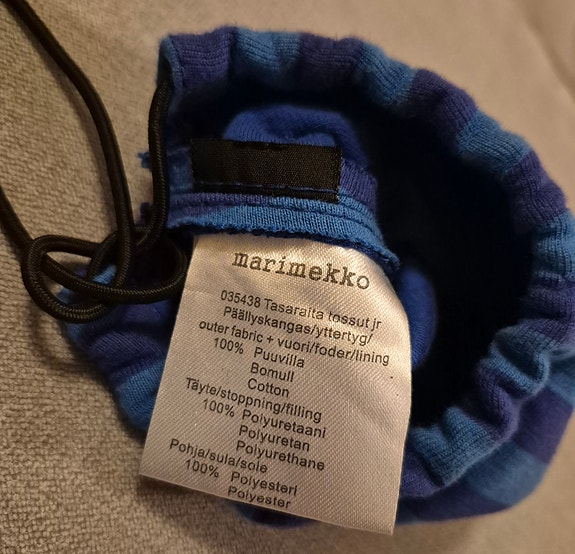 marimekko
035438 Tasaraita tossut jr
Päällyskangas/yttertyg/
outer fabric + vuori/foder/lining
100% Puuvilla
Bomull
Cotton
Täyte/stoppning/filling
100% Polyuretaani
Polyuretan
Polyurethane
Pohja/sula/sole
100% Polyesteri
Polyester